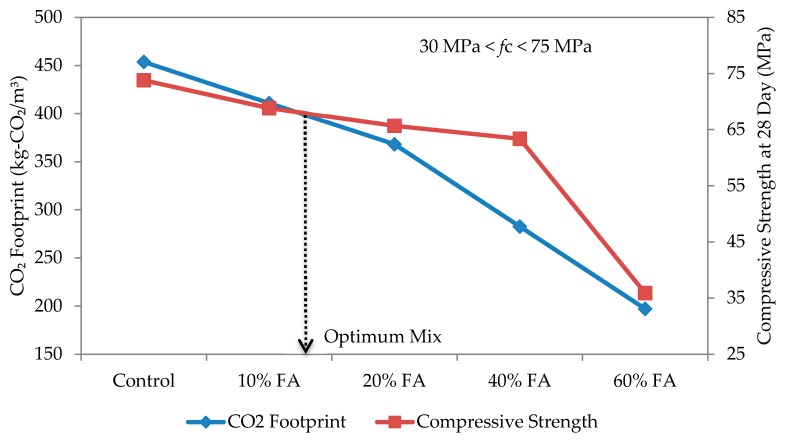 500
450
400
350
300
250
200
150
CO₂ Footprint (kg-CO₂/m³)
30 MPa < fc < 75 MPa
Optimum Mix
85
75
65
55
45
35
25
Compressive Strength at 28 Day (MPa)
Control 10% FA 20% FA 40% FA 60% FA
CO2 Footprint Compressive Strength